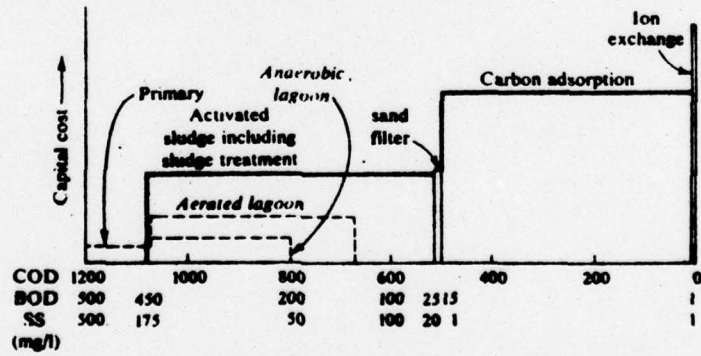 Ion
exchange
Anaerobic
lagoon
Carbon adsorption
Primary
Activated
sludge including
sludge treatment
sand
filter
Capital cost
Aerated lagoon
COD 1200 1000 800 600 400 200 0
BOD 900 450 200 100 25 15 1
SS 500 175 50 100 20 1 1
(mg/l)